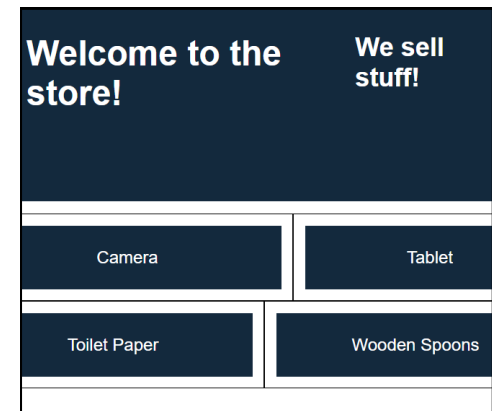 Welcome to the
store!
We sell
stuff!
Camera
Tablet
Toilet Paper
Wooden Spoons